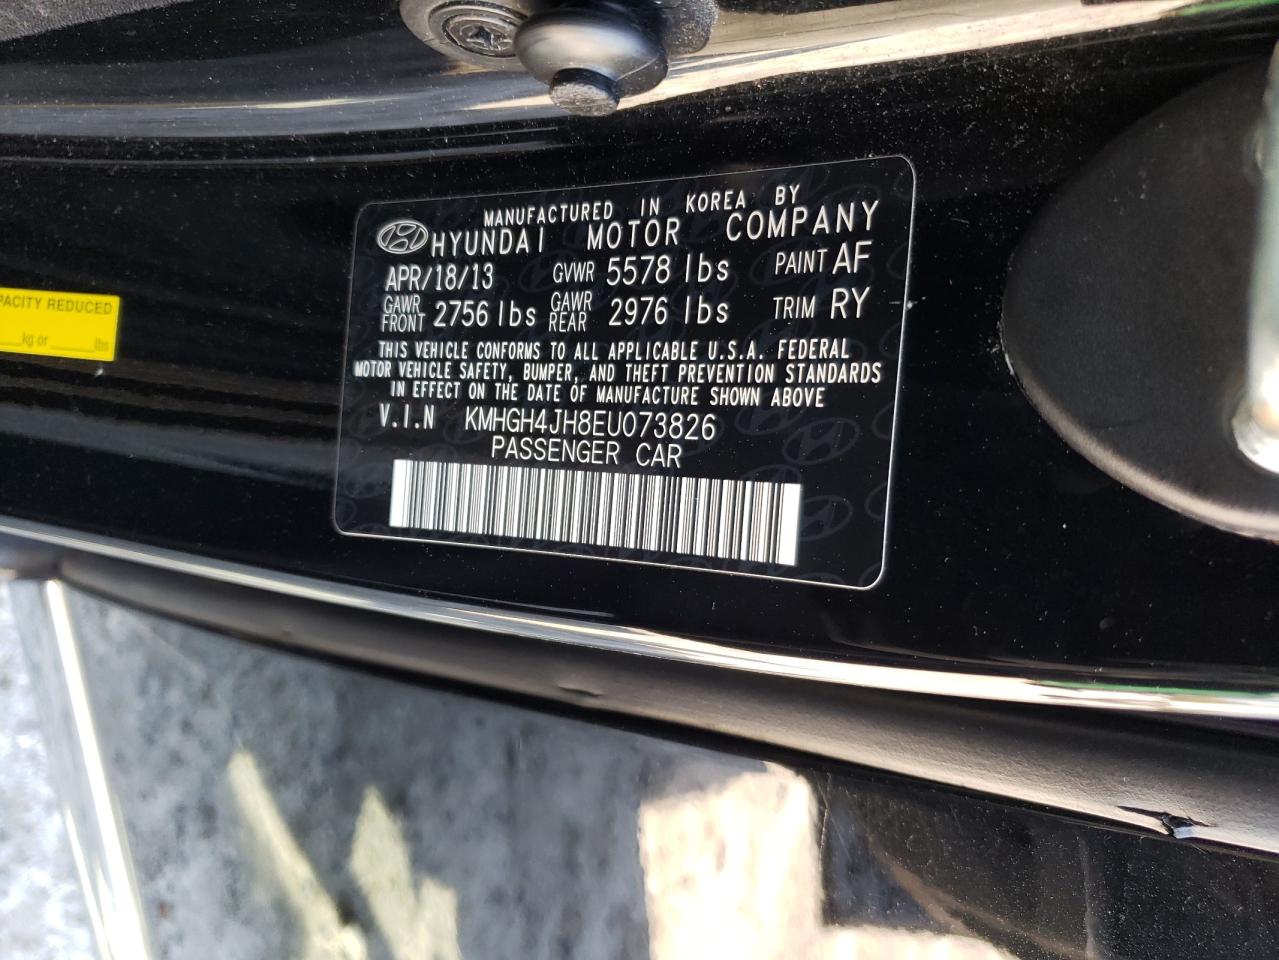 MANUFACTURED IN KOREA BY
HYUNDAI MOTOR COMPANY
APR/18/13 GVWR 5578 lbs PAINT AF
GAWR FRONT 2756 lbs GAWR REAR 2976 lbs TRIM RY
THIS VEHICLE CONFORMS TO ALL APPLICABLE U.S.A. FEDERAL
MOTOR VEHICLE SAFETY, BUMPER, AND THEFT PREVENTION STANDARDS
IN EFFECT ON THE DATE OF MANUFACTURE SHOWN ABOVE
V.I.N KMHGH4JH8EU073826
PASSENGER CAR
REDUCED
kg or lbs